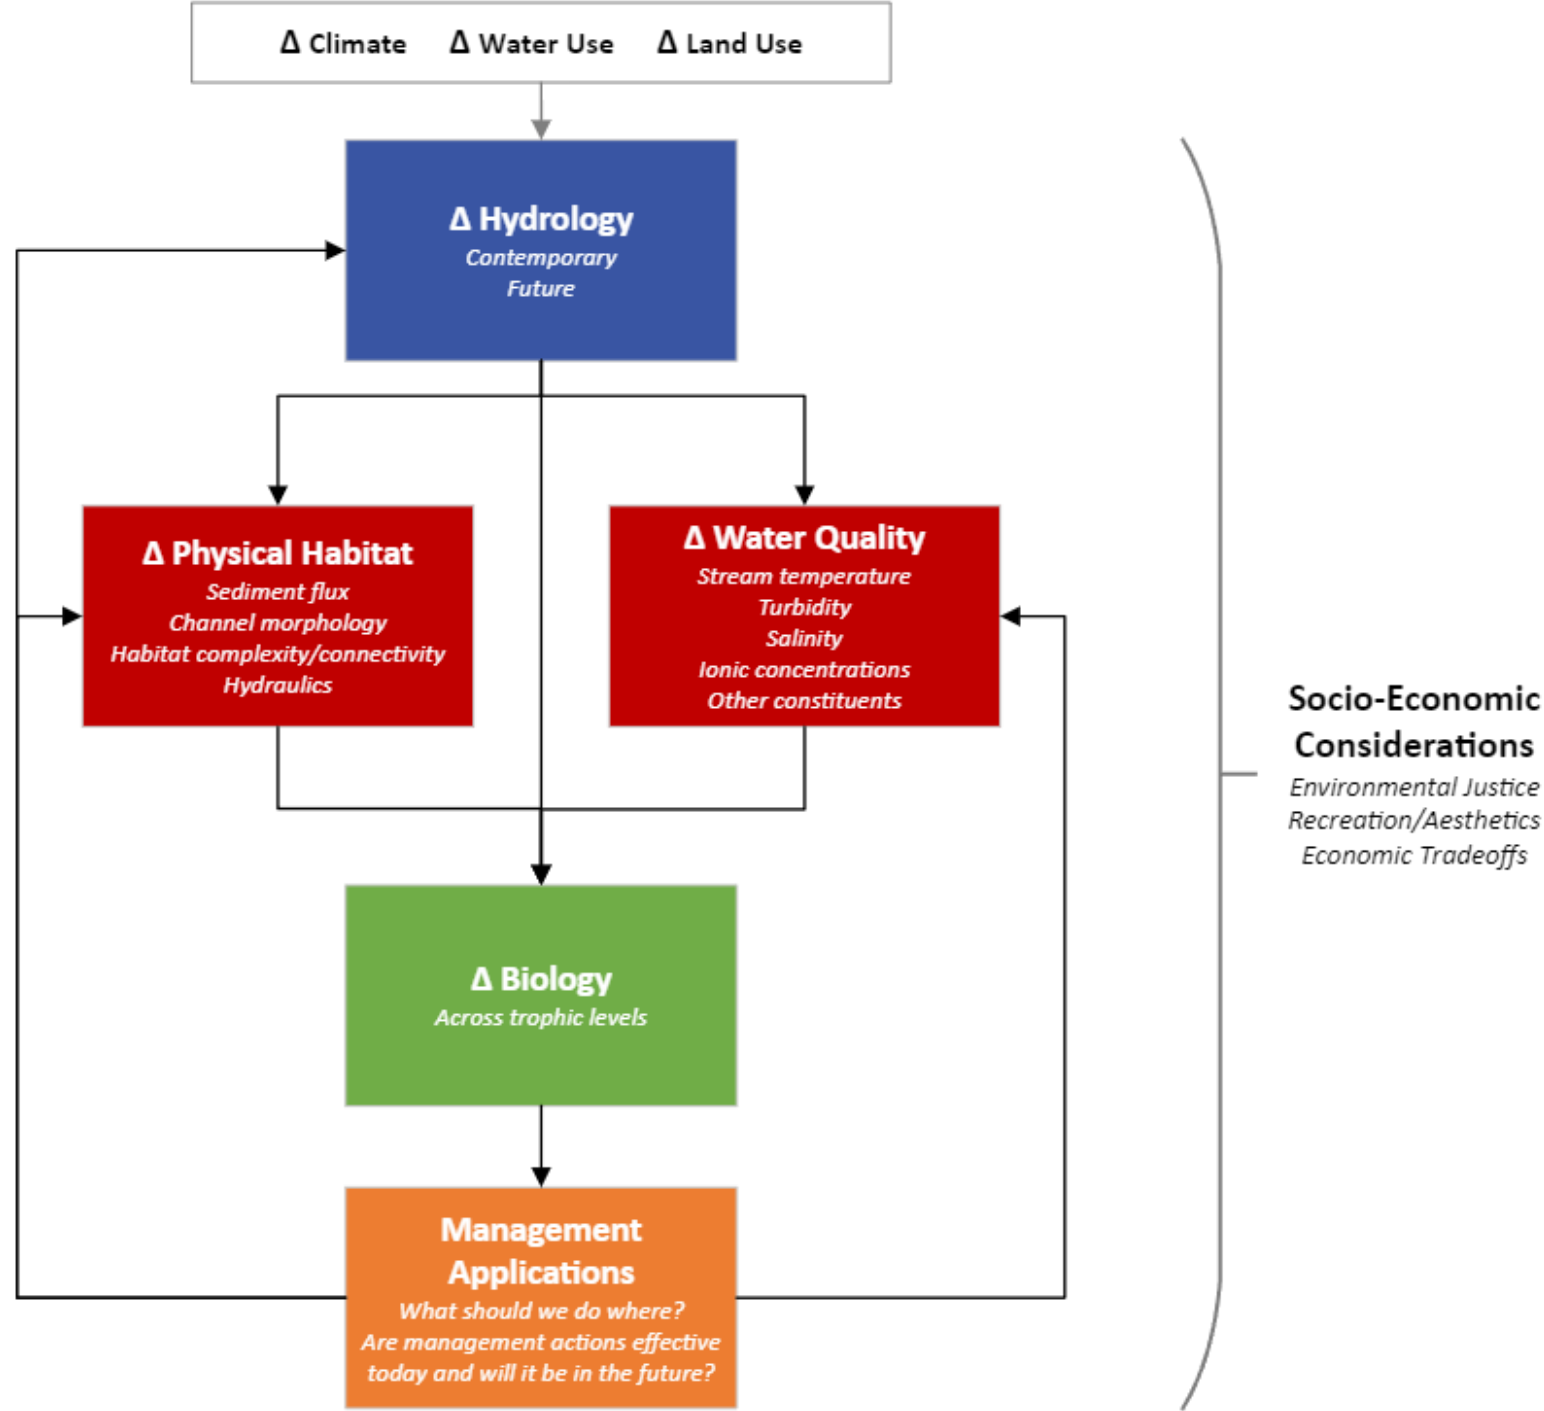 Δ Climate Δ Water Use Δ Land Use
Δ Hydrology
Contemporary
Future
Δ Physical Habitat
Sediment flux
Channel morphology
Habitat complexity/connectivity
Hydraulics
Δ Water Quality
Stream temperature
Turbidity
Salinity
Ionic concentrations
Other constituents
Socio-Economic
Considerations
Environmental Justice
Recreation/Aesthetics
Economic Tradeoffs
Δ Biology
Across trophic levels
Management
Applications
What should we do where?
Are management actions effective
today and will it be in the future?